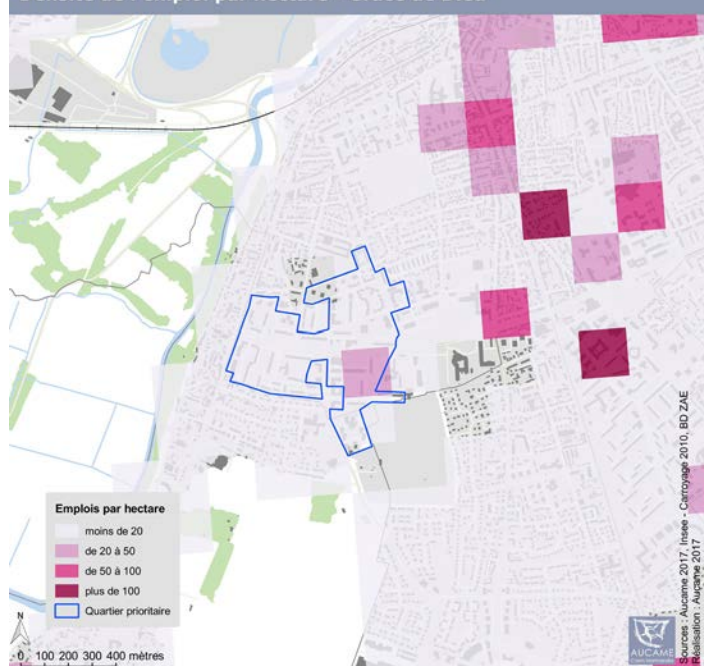 Emplois par hectare
moins de 20
de 20 à 50
de 50 à 100
plus de 100
Quartier prioritaire
N
0 100 200 300 400 mètres
Sources : Aucame 2017, Insee - Carroyage 2010, BD ZAE
Réalisation : Aucame 2017
AUCAME